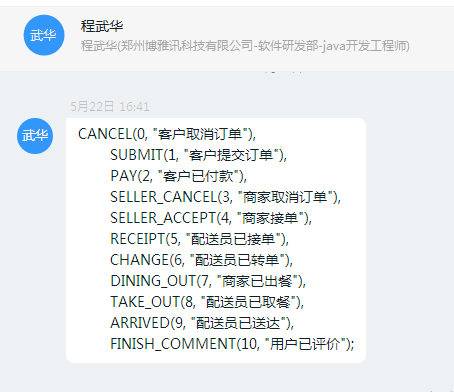 武华
程武华
程武华(郑州博雅讯科技有限公司-软件研发部-java开发工程师)
5月22日 16:41
武华
CANCEL(0, "客户取消订单"),
SUBMIT(1, "客户提交订单"),
PAY(2, "客户已付款"),
SELLER_CANCEL(3, "商家取消订单"),
SELLER_ACCEPT(4, "商家接单"),
RECEIPT(5, "配送员已接单"),
CHANGE(6, "配送员已转单"),
DINING_OUT(7, "商家已出餐"),
TAKE_OUT(8, "配送员已取餐"),
ARRIVED(9, "配送员已送达"),
FINISH_COMMENT(10, "用户已评价");